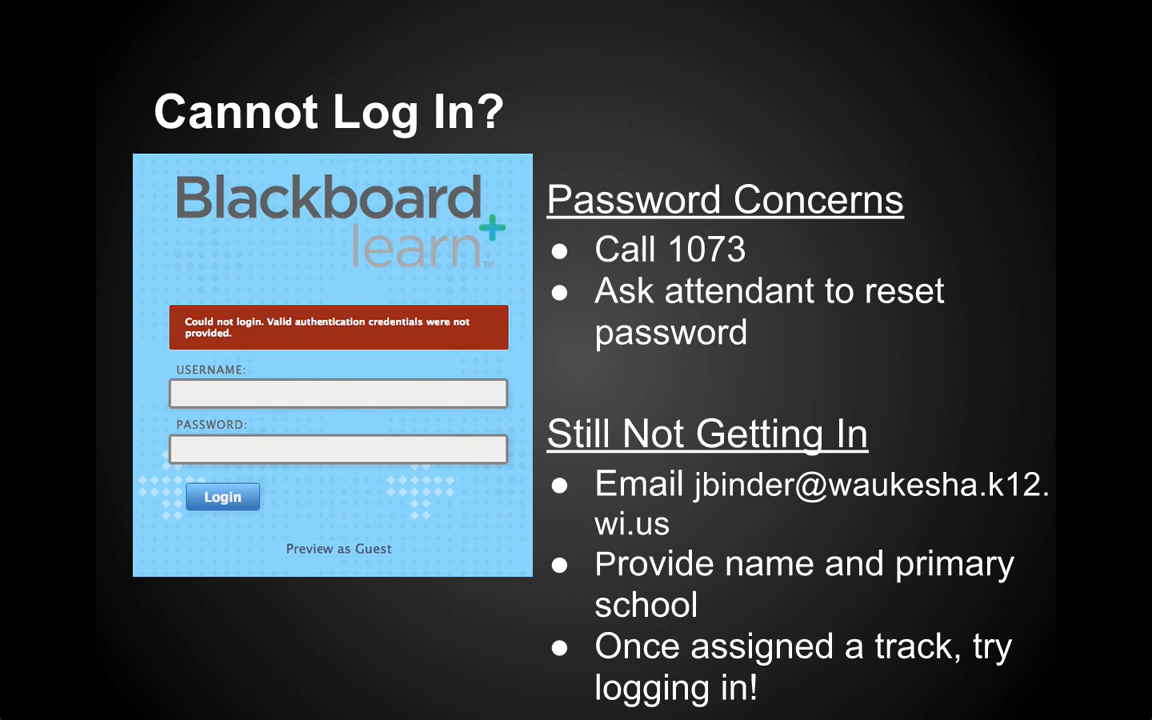 Cannot Log In?
Blackboard
learn™
Could not login. Valid authentication credentials were not
provided.
USERNAME:
PASSWORD:
Login
Preview as Guest
Password Concerns
● Call 1073
● Ask attendant to reset
password
Still Not Getting In
● Email jbinder@waukesha.k12.
wi.us
● Provide name and primary
school
● Once assigned a track, try
logging in!